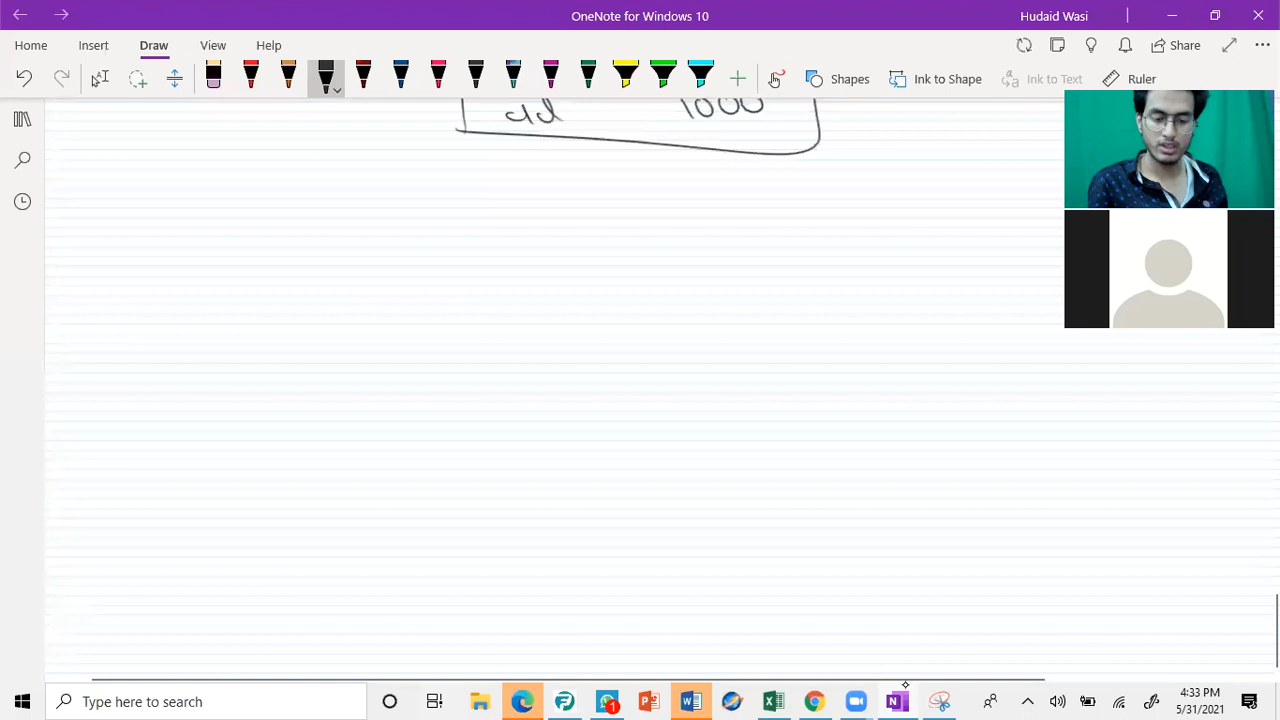 OneNote for Windows 10
Hudaid Wasi
Home Insert Draw View Help
Share
Shapes Ink to Shape Ink to Text Ruler
1000
1
Type here to search
4:33 PM
5/31/2021